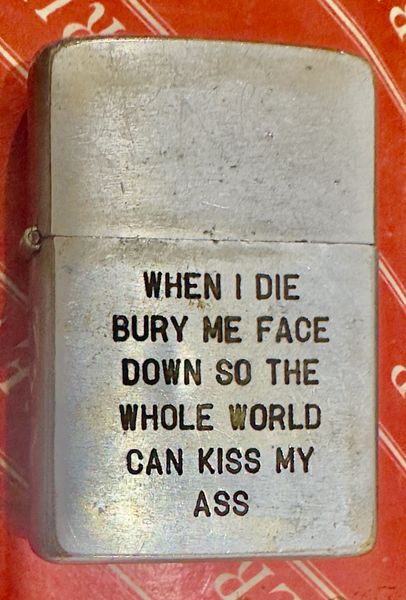 WHEN I DIE
BURY ME FACE
DOWN SO THE
WHOLE WORLD
CAN KISS MY
ASS